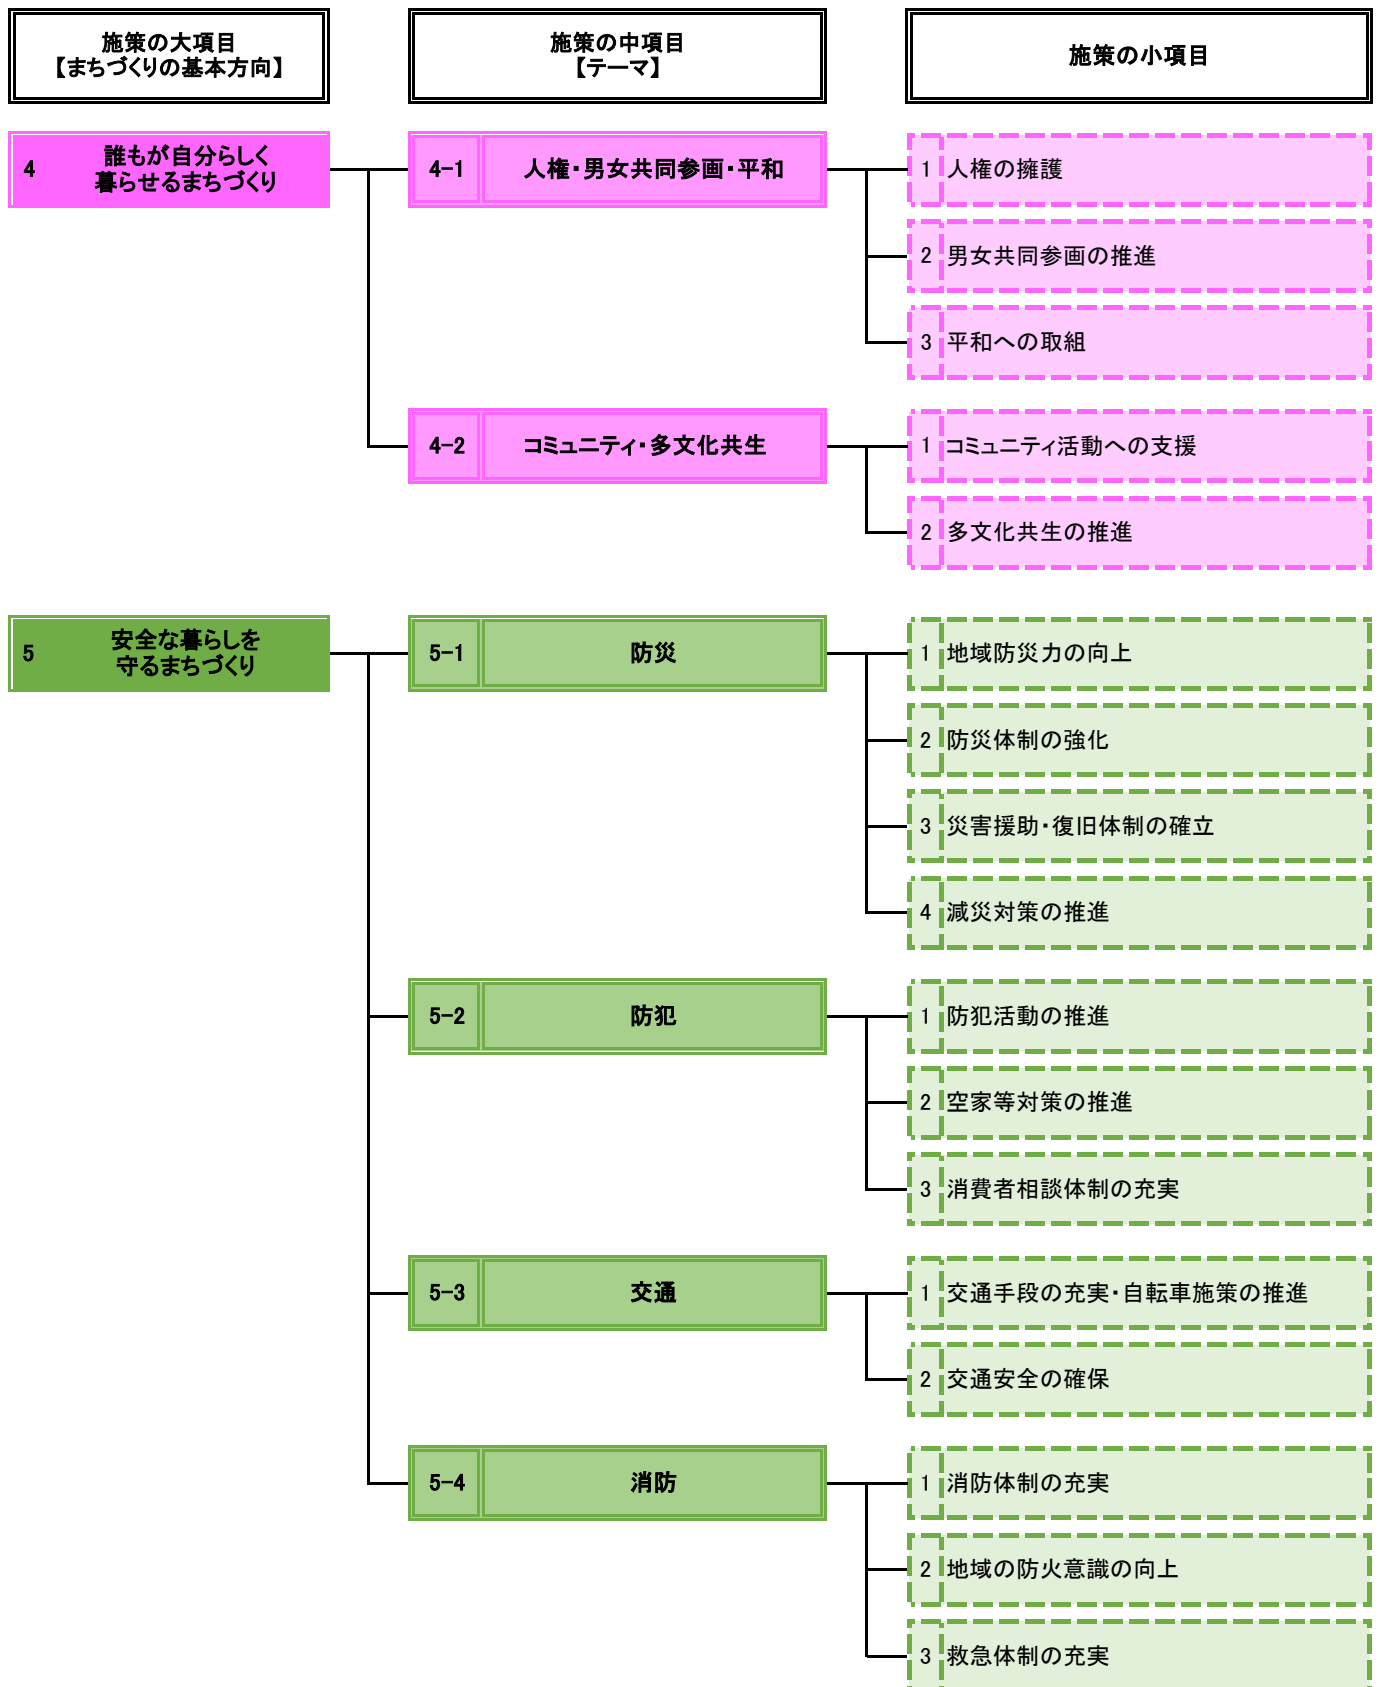 施策の大項目
【まちづくりの基本方向】
施策の中項目
【テーマ】
施策の小項目
4
誰もが自分らしく
暮らせるまちづくり
4-1 人権・男女共同参画・平和
1 人権の擁護
2 男女共同参画の推進
3 平和への取組
4-2 コミュニティ・多文化共生
1 コミュニティ活動への支援
2 多文化共生の推進
5
安全な暮らしを
守るまちづくり
5-1 防災
1 地域防災力の向上
2 防災体制の強化
3 災害援助・復旧体制の確立
4 減災対策の推進
5-2 防犯
1 防犯活動の推進
2 空家等対策の推進
3 消費者相談体制の充実
5-3 交通
1 交通手段の充実・自転車施策の推進
2 交通安全の確保
5-4 消防
1 消防体制の充実
2 地域の防火意識の向上
3 救急体制の充実